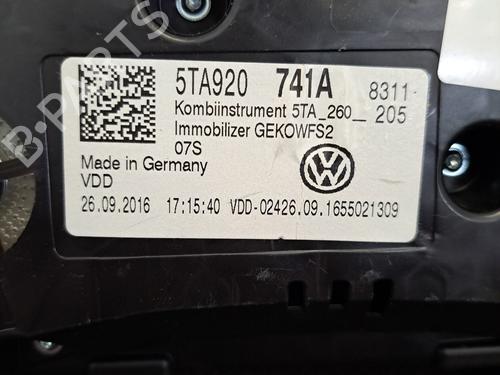 B-PARTS
5TA920 741A 8311-
Kombiinstrument 5TA_260__ 205
Immobilizer GEKOWFS2
07S
Made in Germany
VDD
26.09.2016 17:15:40 VDD-02426.09.1655021309